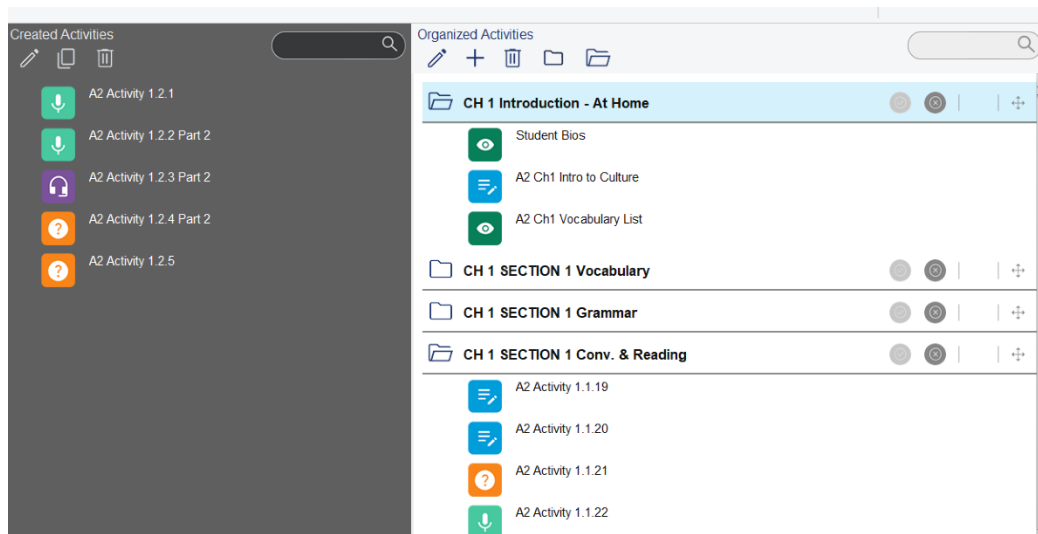 Created Activities
A2 Activity 1.2.1
A2 Activity 1.2.2 Part 2
A2 Activity 1.2.3 Part 2
A2 Activity 1.2.4 Part 2
A2 Activity 1.2.5
Organized Activities
CH 1 Introduction - At Home
Student Bios
A2 Ch1 Intro to Culture
A2 Ch1 Vocabulary List
CH 1 SECTION 1 Vocabulary
CH 1 SECTION 1 Grammar
CH 1 SECTION 1 Conv. & Reading
A2 Activity 1.1.19
A2 Activity 1.1.20
A2 Activity 1.1.21
A2 Activity 1.1.22